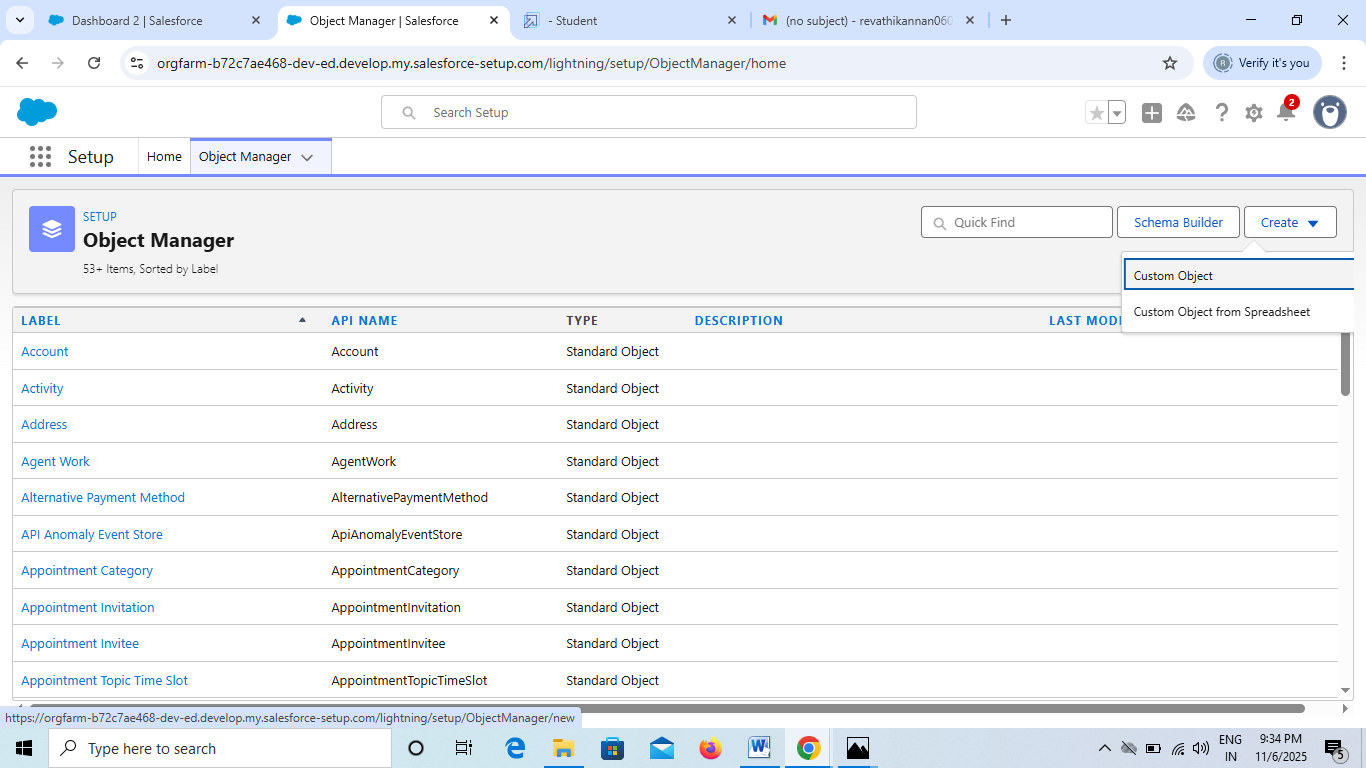 Dashboard 2 | Salesforce
Object Manager | Salesforce
- Student
(no subject) - revathikannan060
orgfarm-b72c7ae468-dev-ed.develop.my.salesforce-setup.com/lightning/setup/ObjectManager/home
R
Verify it's you
Search Setup
2
Setup
Home
Object Manager
SETUP
Object Manager
53+ Items, Sorted by Label
Quick Find
Schema Builder
Create
Custom Object
Custom Object from Spreadsheet
LABEL API NAME TYPE DESCRIPTION LAST MODI
Account Account Standard Object
Activity Activity Standard Object
Address Address Standard Object
Agent Work AgentWork Standard Object
Alternative Payment Method AlternativePaymentMethod Standard Object
API Anomaly Event Store ApiAnomalyEventStore Standard Object
Appointment Category AppointmentCategory Standard Object
Appointment Invitation AppointmentInvitation Standard Object
Appointment Invitee AppointmentInvitee Standard Object
Appointment Topic Time Slot AppointmentTopicTimeSlot Standard Object
https://orgfarm-b72c7ae468-dev-ed.develop.my.salesforce-setup.com/lightning/setup/ObjectManager/new
Type here to search
W
ENG
IN
9:34 PM
11/6/2025
5